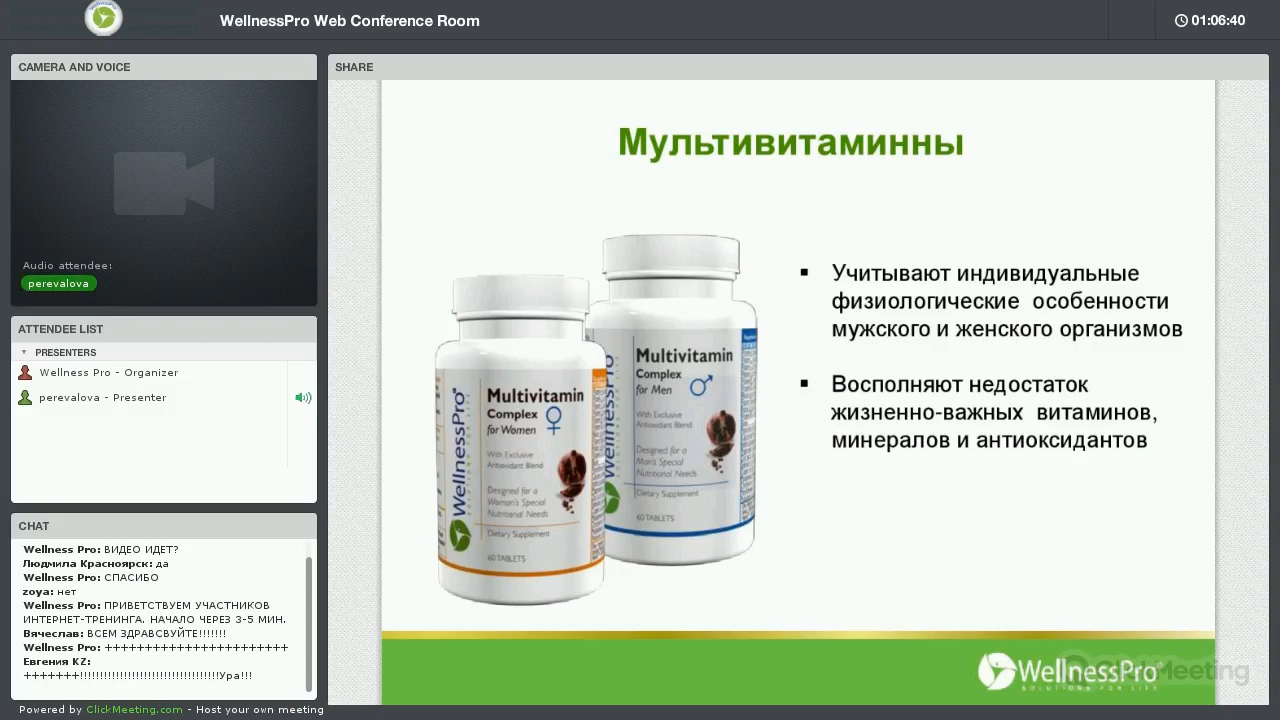 WellnessPro Web Conference Room
01:06:40
CAMERA AND VOICE
Audio attendee:
perevalova
ATTENDEE LIST
PRESENTERS
Wellness Pro - Organizer
perevalova - Presenter
CHAT
Wellness Pro: ВИДЕО ИДЕТ?
Людмила Красноярск: да
Wellness Pro: СПАСИБО
zoya: нет
Wellness Pro: ПРИВЕТСТВУЕМ УЧАСТНИКОВ
ИНТЕРНЕТ-ТРЕНИНГА. НАЧАЛО ЧЕРЕЗ 3-5 МИН.
Вячеслав: ВСЕМ ЗДРАВСВУЙТЕ!!!!!!!
Wellness Pro: ++++++++++++++++++++++
Евгения KZ:
+++++!!!!!!!!!!!!!!!!!!!!!!!!!!!!!!!!Ура!!!
Powered by ClickMeeting.com - Host your own meeting
SHARE
Мультивитаминны
Multivitamin
Complex
for Women
With Exclusive
Antioxidant Blend
Designed for a
Woman's Special
Nutritional Needs
Dietary Supplement
60 TABLETS
WellnessPro
Multivitamin
Complex
for Men
With Exclusive
Antioxidant Blend
Designed for a
Man's Special
Nutritional Needs
Dietary Supplement
60 TABLETS
WellnessPro
▪ Учитывают индивидуальные
физиологические особенности
мужского и женского организмов
▪ Восполняют недостаток
жизненно-важных витаминов,
минералов и антиоксидантов
WellnessPro
SOLUTIONS FOR LIFE
Meeting